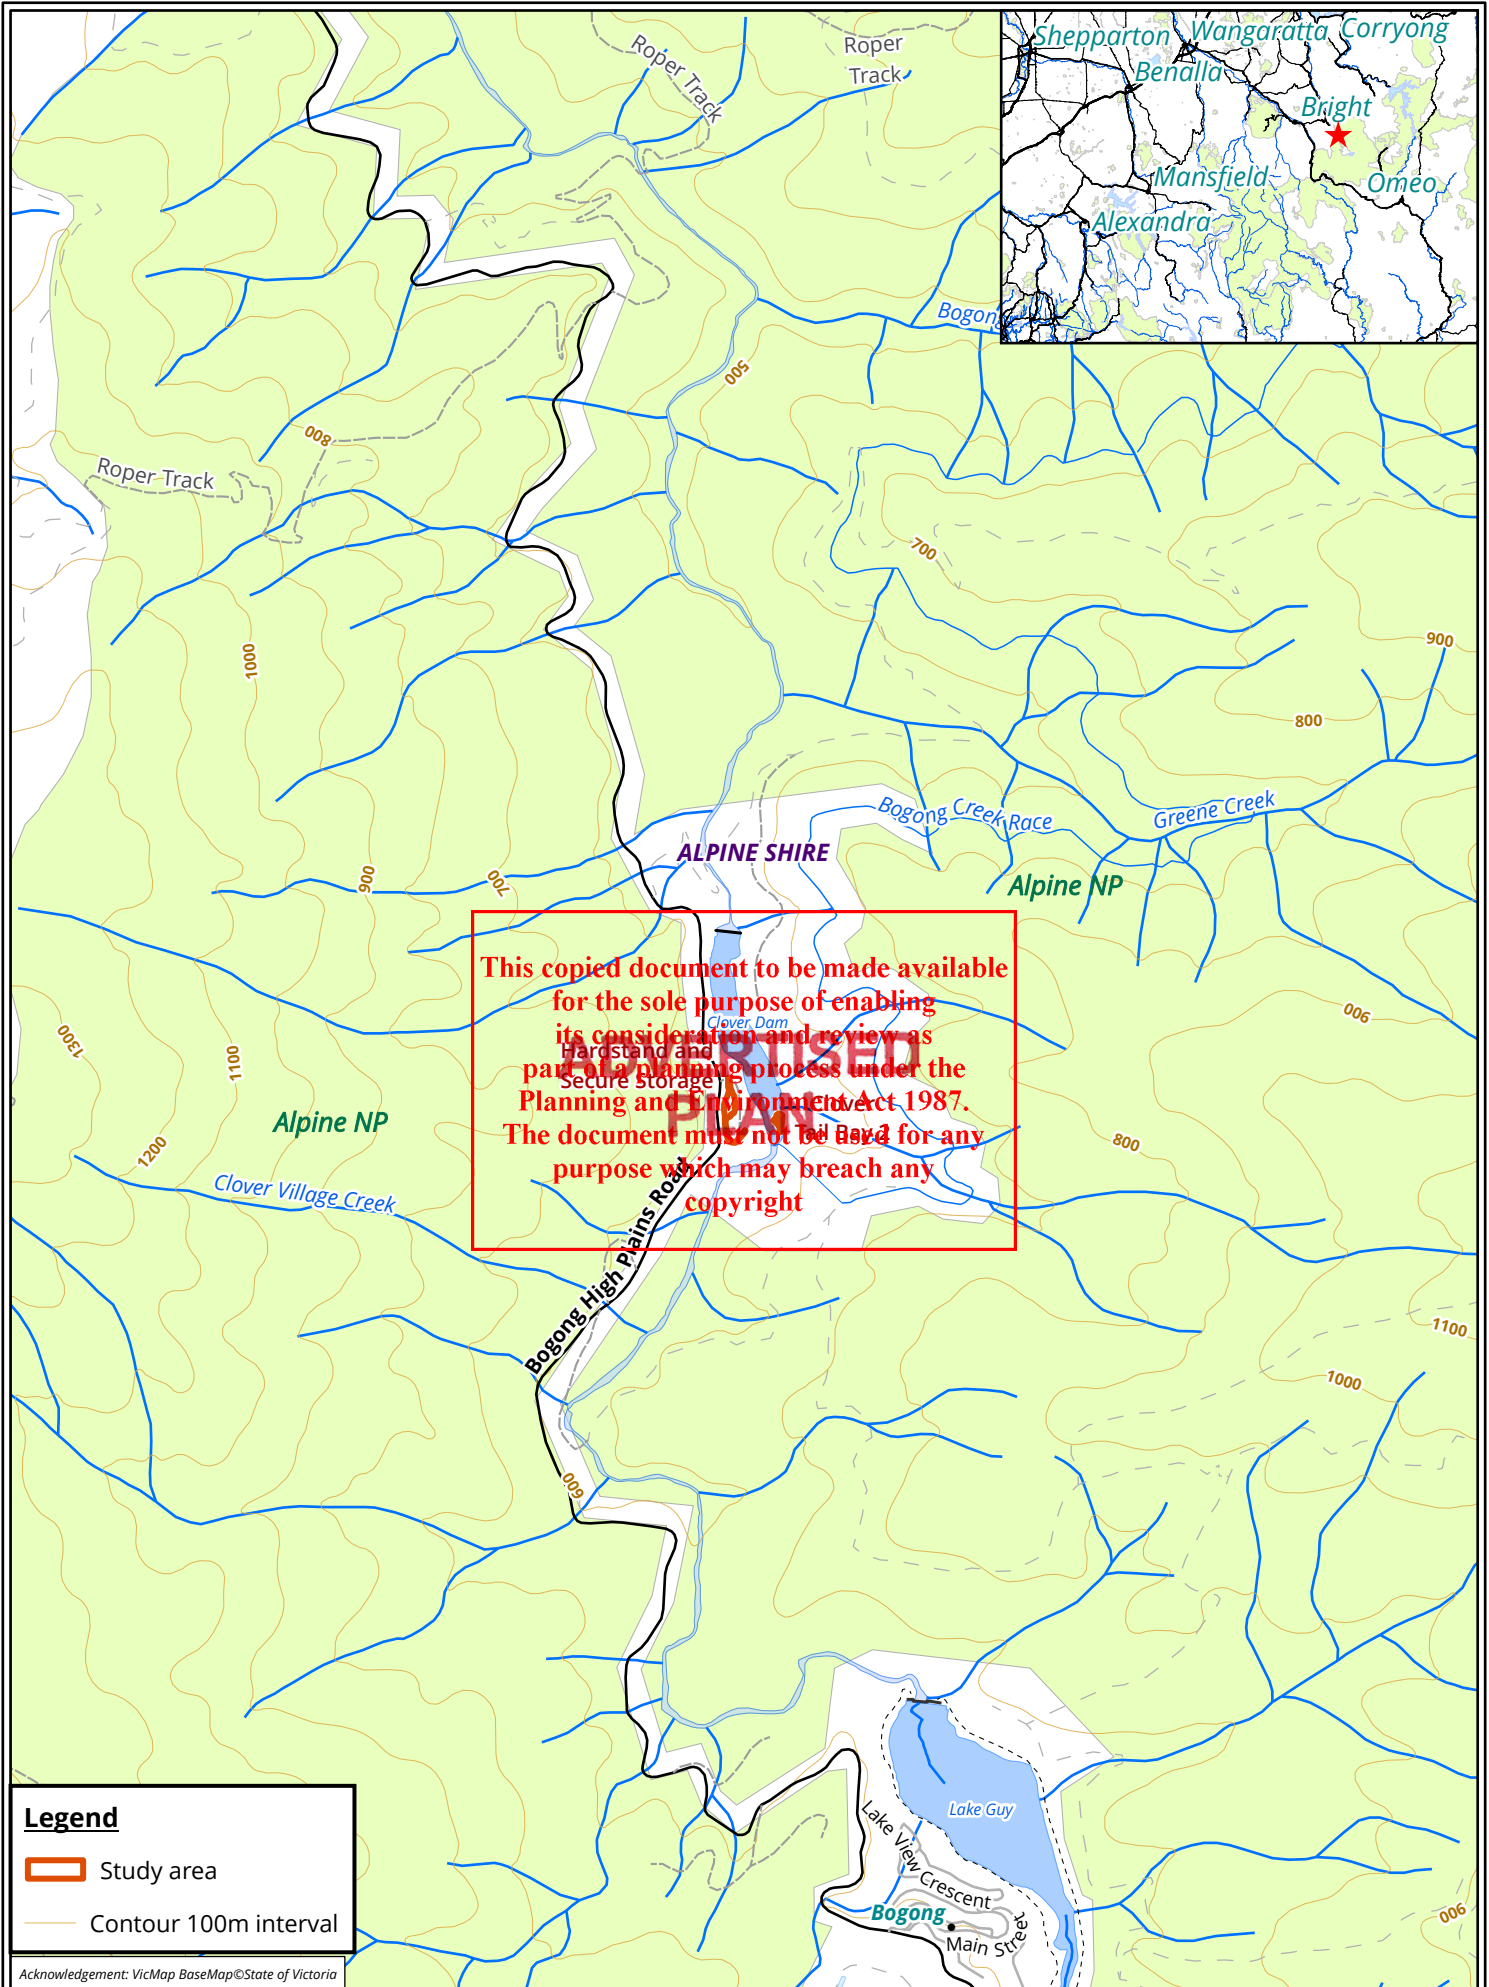 Roper Track
Roper
Track
Shepparton
Wangaratta
Corryong
Benalla
Bright
Mansfield
Omeo
Alexandra
Bogong
500
800
Roper Track
700
1000
900
800
Bogong Creek Race
Greene Creek
ALPINE SHIRE
900
700
Alpine NP
This copied document to be made available
for the sole purpose of enabling
its consideration and review as
part of a planning process under the
Planning and Environment Act 1987.
The document must not be used for any
purpose which may breach any
copyright
ADVERTISED
PLAN
Clover Dam
Hardstand and
Secure Storage
Clover
Tail Bay 2
900
1300
1100
Alpine NP
1200
800
Clover Village Creek
Bogong High Plains Road
1100
1000
600
Lake Guy
Lake View Crescent
Bogong
Main Street
900
Legend
Study area
Contour 100m interval
Acknowledgement: VicMap BaseMap©State of Victoria